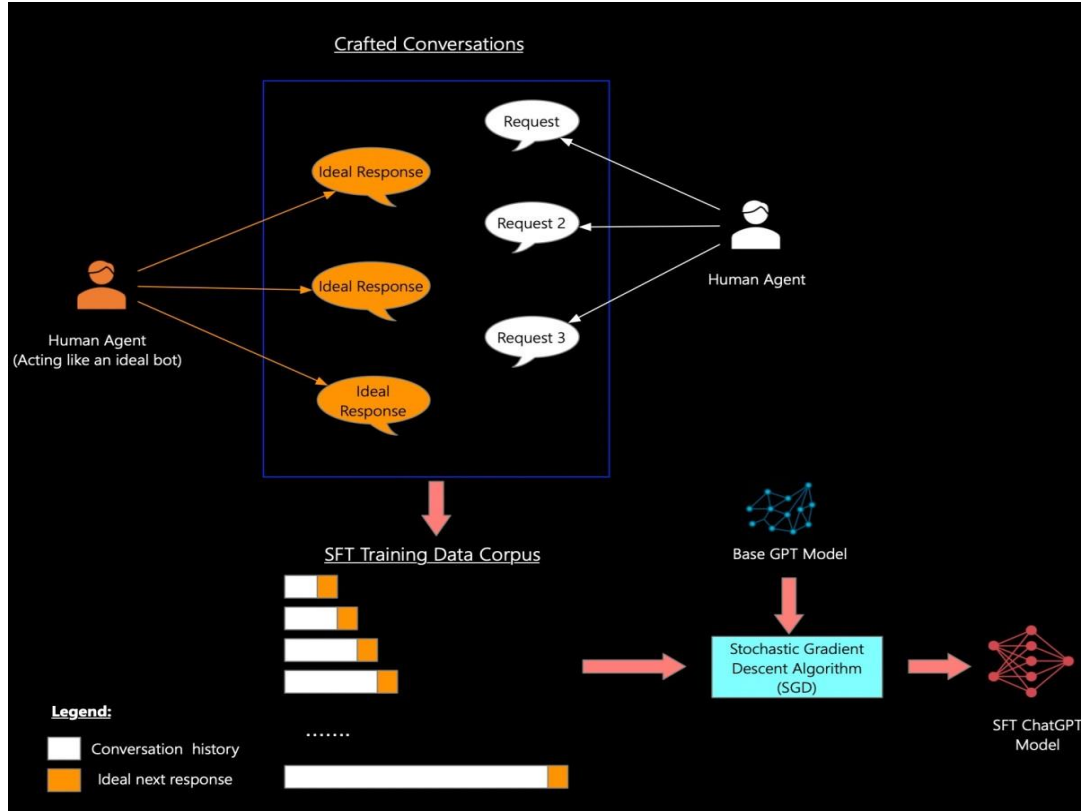 Crafted Conversations
Request
Ideal Response
Request 2
Ideal Response
Human Agent
Request 3
Human Agent
(Acting like an ideal bot)
Ideal
Response
SFT Training Data Corpus
Base GPT Model
Stochastic Gradient
Descent Algorithm
(SGD)
SFT ChatGPT
Model
Legend:
Conversation history
Ideal next response
.......